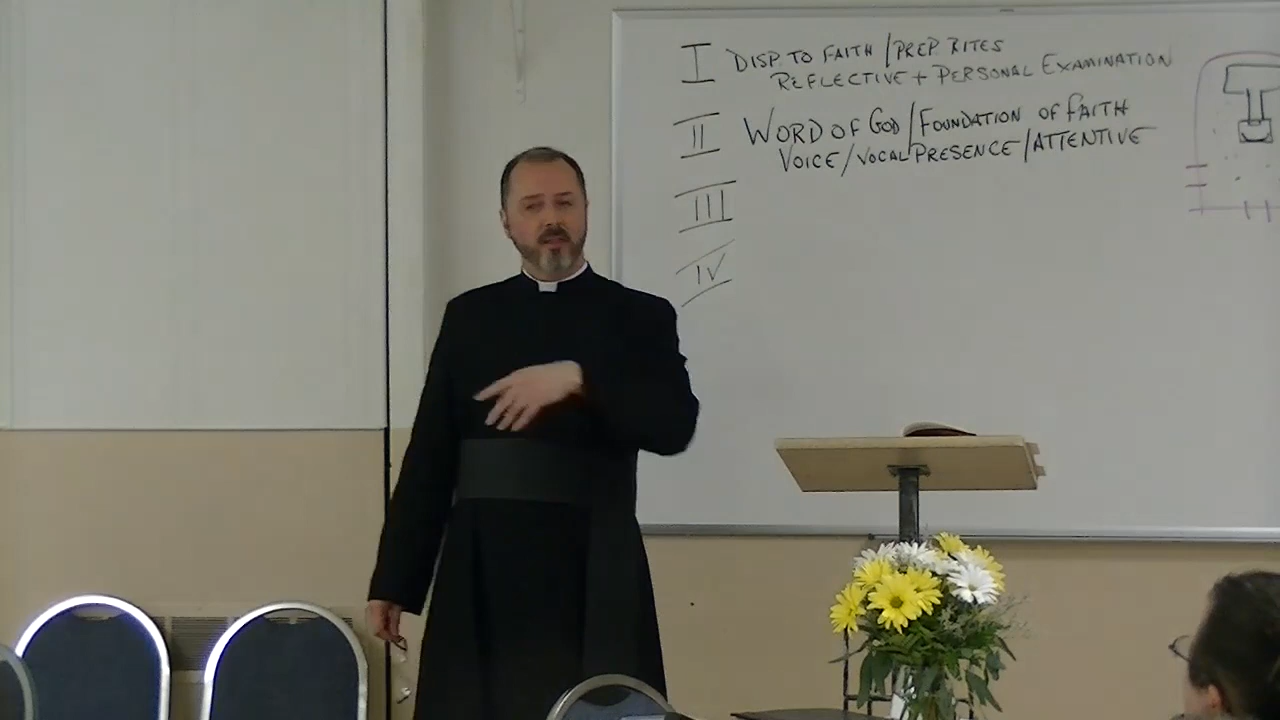 I DISP. TO FAITH / PREP RITES
REFLECTIVE + PERSONAL EXAMINATION
II WORD OF GOD / FOUNDATION OF FAITH
VOICE / VOCAL PRESENCE / ATTENTIVE
III
IV